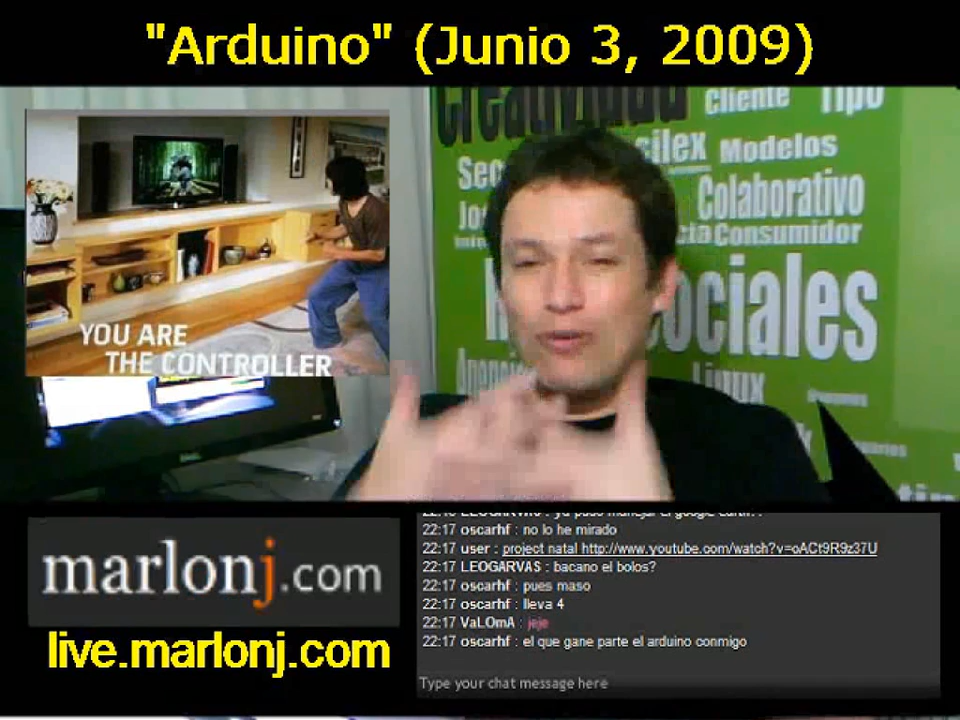 "Arduino" (Junio 3, 2009)
Creatividad
Cliente
Tipo
silex
Modelos
Sec
Colaborativo
Consumidor
ociales
Linux
YOU ARE
THE CONTROLLER
marlonj.com
live.marlonj.com
22:17 oscarhf : no lo he mirado
22:17 user : project natal http://www.youtube.com/watch?v=oACt9R9z37U
22:17 LEOGARVAS : bacano el bolos?
22:17 oscarhf : pues maso
22:17 oscarhf : lleva 4
22:17 VaLOmA : jeje
22:17 oscarhf : el que gane parte el arduino conmigo
Type your chat message here